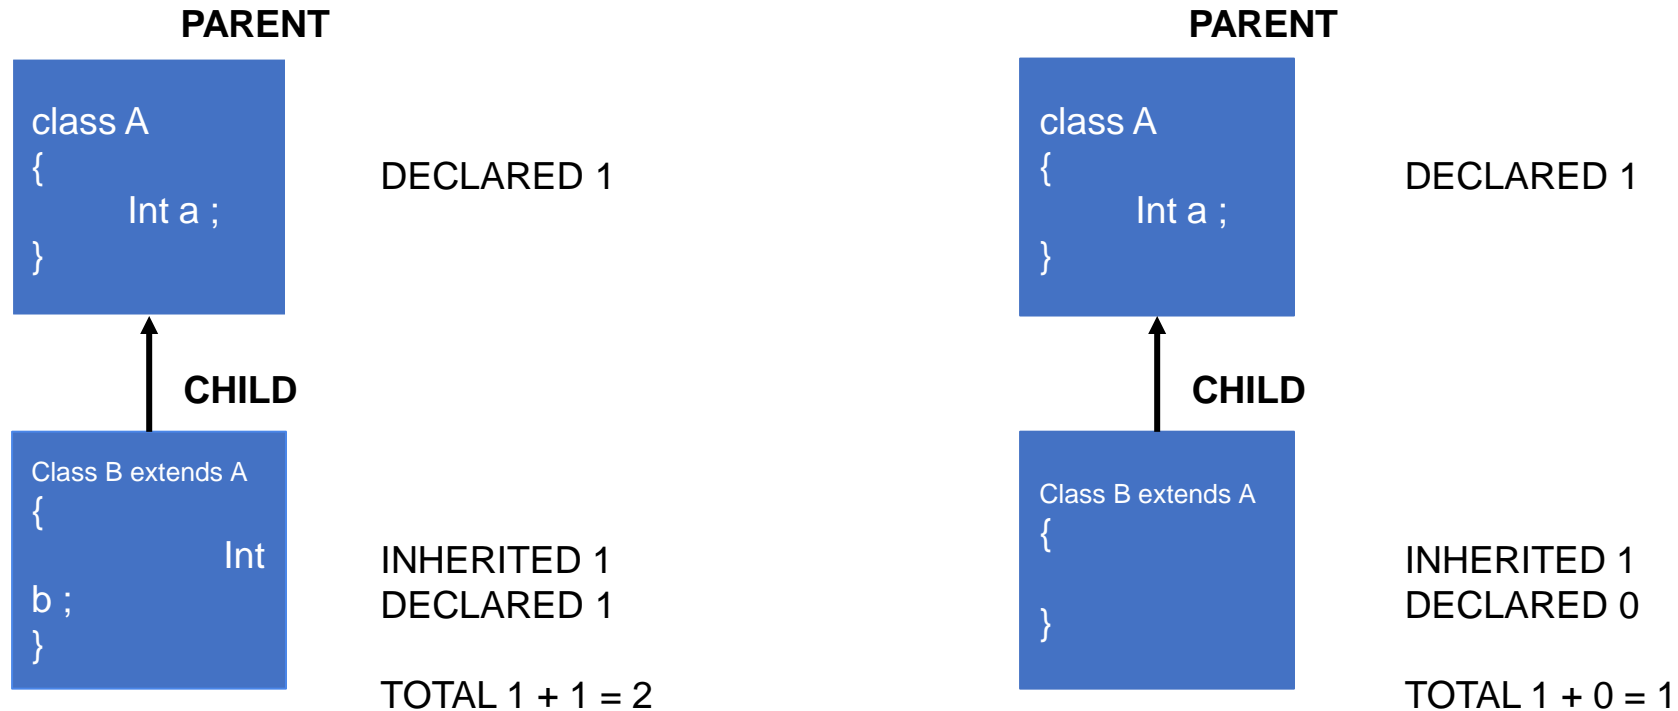 PARENT
class A
{
Int a ;
}
DECLARED 1
CHILD
Class B extends A
{
Int
b ;
}
INHERITED 1
DECLARED 1
TOTAL 1 + 1 = 2
PARENT
class A
{
Int a ;
}
DECLARED 1
CHILD
Class B extends A
{
}
INHERITED 1
DECLARED 0
TOTAL 1 + 0 = 1